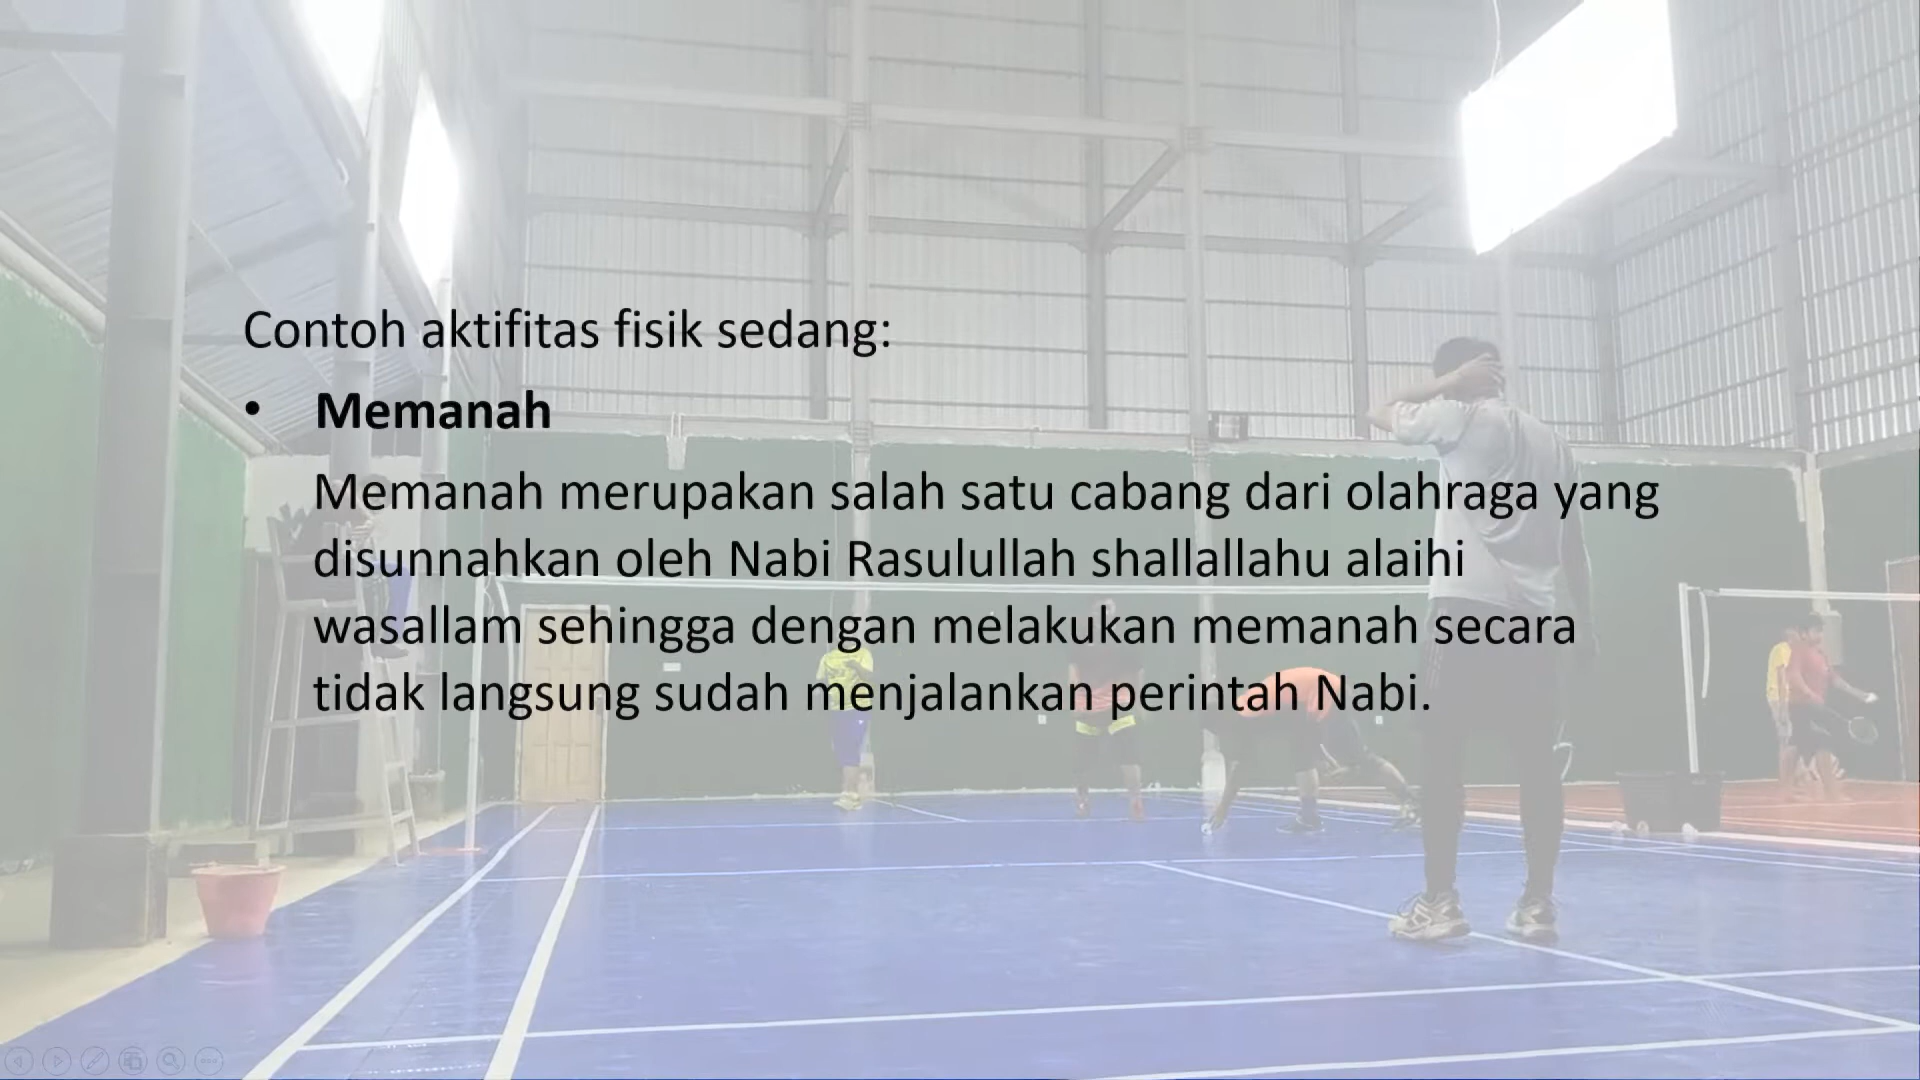 Contoh aktifitas fisik sedang:
• Memanah
Memanah merupakan salah satu cabang dari olahraga yang
disunnahkan oleh Nabi Rasulullah shallallahu alaihi
wasallam sehingga dengan melakukan memanah secara
tidak langsung sudah menjalankan perintah Nabi.